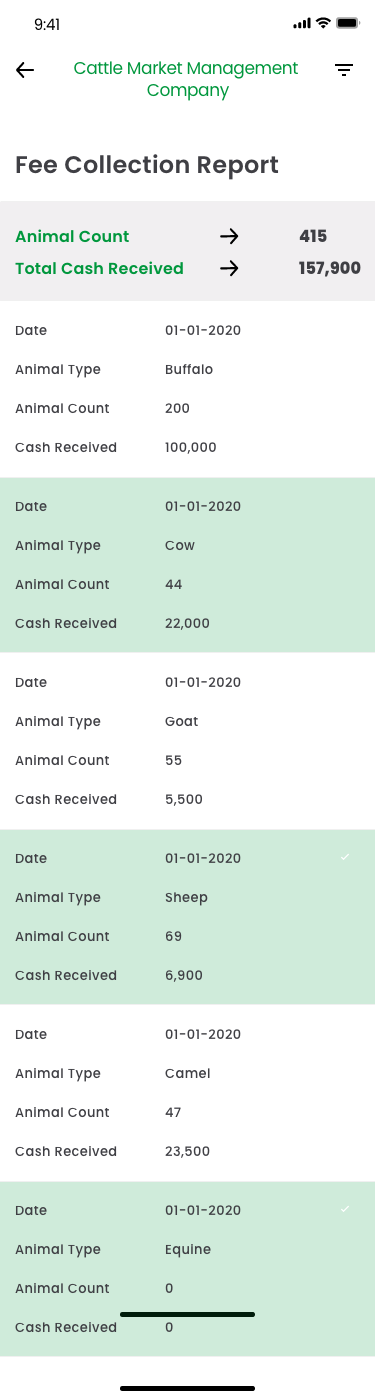 9:41
Cattle Market Management
Company
Fee Collection Report
Animal Count 415
Total Cash Received 157,900
Date 01-01-2020
Animal Type Buffalo
Animal Count 200
Cash Received 100,000
Date 01-01-2020
Animal Type Cow
Animal Count 44
Cash Received 22,000
Date 01-01-2020
Animal Type Goat
Animal Count 55
Cash Received 5,500
Date 01-01-2020
Animal Type Sheep
Animal Count 69
Cash Received 6,900
Date 01-01-2020
Animal Type Camel
Animal Count 47
Cash Received 23,500
Date 01-01-2020
Animal Type Equine
Animal Count 0
Cash Received 0